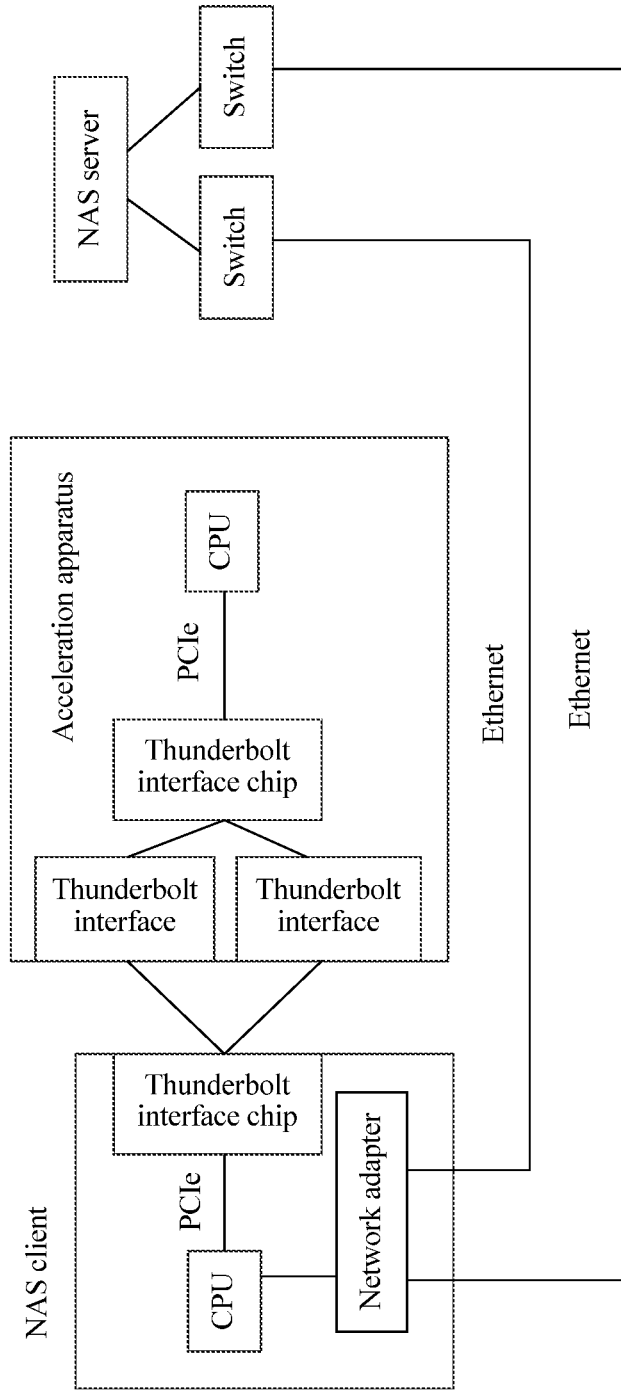 NAS client
CPU
PCIe
Thunderbolt
interface chip
Network adapter
Thunderbolt
interface
Thunderbolt
interface
Thunderbolt
interface chip
PCIe
CPU
Acceleration apparatus
Ethernet
Ethernet
NAS server
Switch
Switch